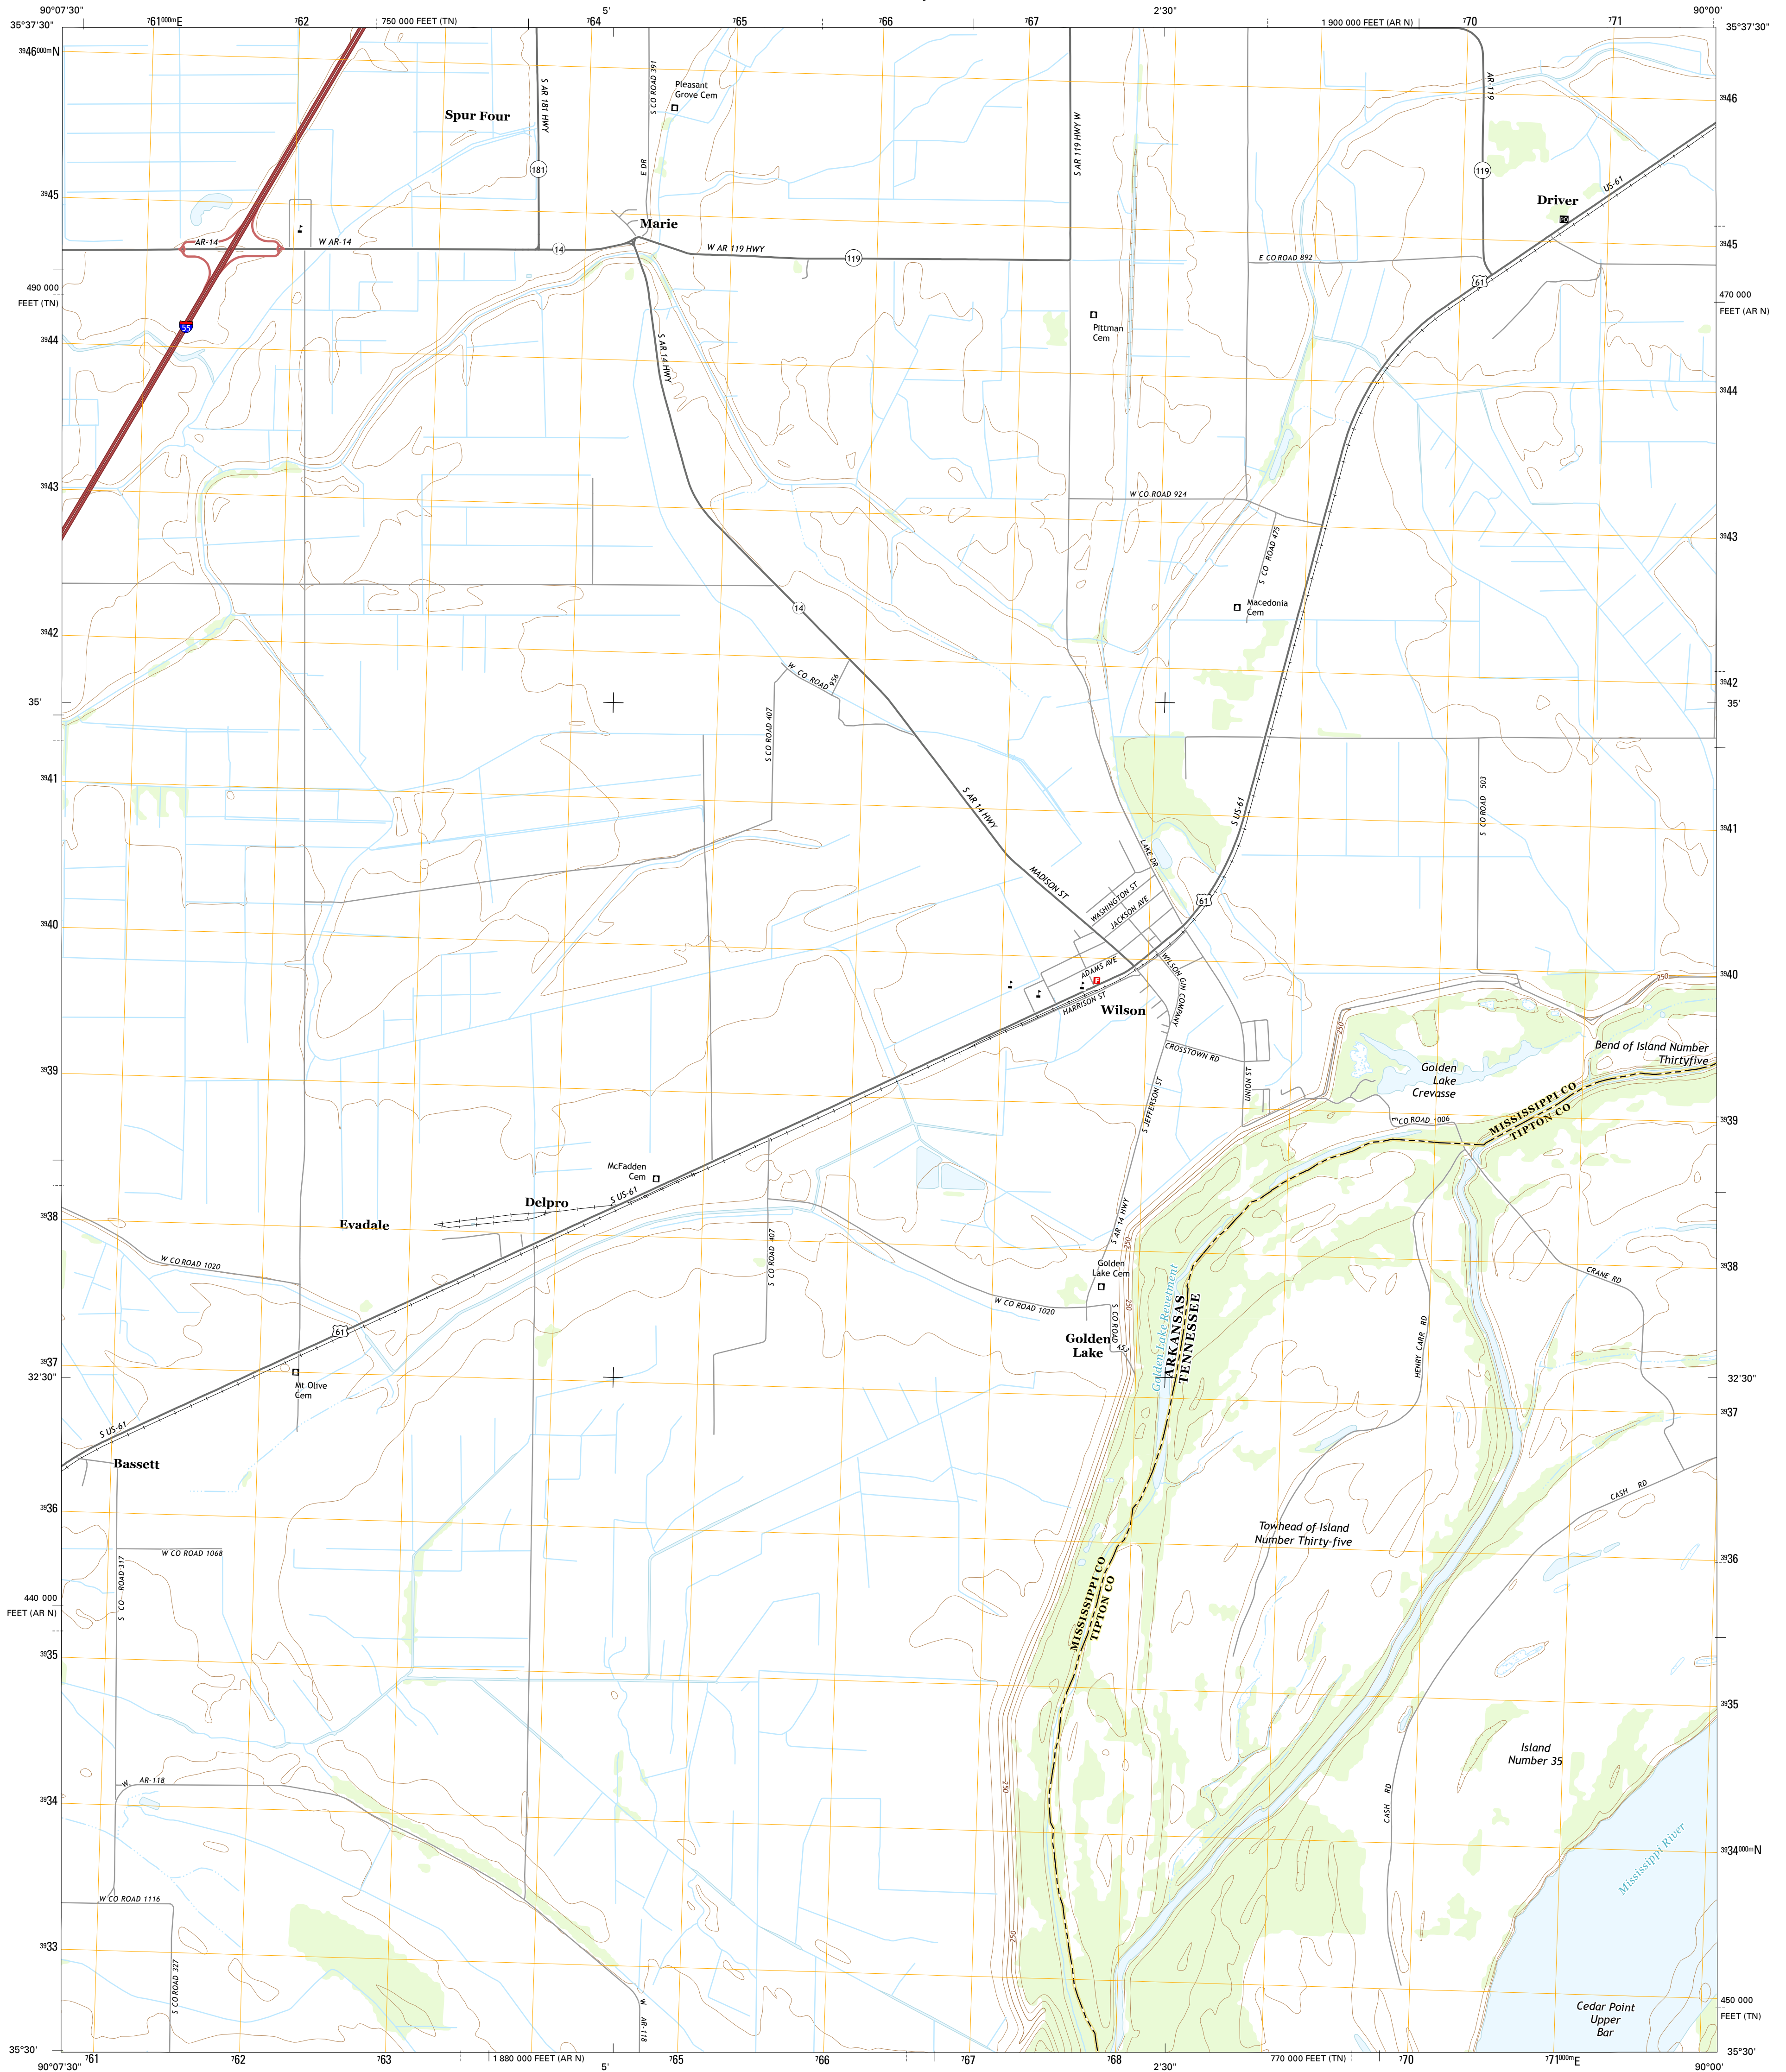 90°07'30"
761000mE
762
750 000 FEET (TN)
5'
764
765
766
767
2'30"
1 900 000 FEET (AR N)
770
771
90°00'
35°37'30"
35°37'30"
3946000mN
3946
S AR 181 HWY
S CO ROAD 391
Pleasant
Grove Cem
Spur Four
S AR 119 HWY W
AR-119
181
E DR
119
US-61
3945
3945
Driver
PO
Marie
AR-14
W AR-14
14
W AR 119 HWY
119
E CO ROAD 892
61
490 000
FEET (TN)
470 000
FEET (AR N)
55
Pittman
Cem
S AR 14 HWY
3944
3944
3943
W CO ROAD 924
S CO ROAD 475
3943
14
Macedonia
Cem
3942
W CO ROAD 956
3942
35'
35'
S CO ROAD 407
3941
S AR 14 HWY
S US-61
S CO ROAD 503
3941
LAKE DR
MADISON ST
WASHINGTON ST
JACKSON AVE
61
3940
ADAMS AVE
WILSON GIN COMPANY
3940
F
HARRISON ST
Wilson
250
250
CROSSTOWN RD
Bend of Island Number
Thirtyfive
3939
UNION ST
Golden
Lake
Crevasse
S JEFFERSON ST
MISSISSIPPI CO
TIPTON CO
E CO ROAD 1006
3939
McFadden
Cem
S US-61
Delpro
Evadale
3938
S AR 14 HWY
250
3938
W CO ROAD 1020
S CO ROAD 407
Golden
Lake Cem
CRANE RD
W CO ROAD 1020
250
S CO ROAD 453
Golden
Lake
Golden Lake Revetment
ARKANSAS
TENNESSEE
HENRY CARR RD
61
3937
32'30"
32'30"
Mt Olive
Cem
3937
S US-61
Bassett
CASH RD
3936
Towhead of Island
Number Thirty-five
W CO ROAD 1068
3936
S CO ROAD 317
MISSISSIPPI CO
TIPTON CO
440 000
FEET (AR N)
3935
3935
Island
Number 35
W AR-118
250
CASH RD
3934
3934000mN
Mississippi River
W CO ROAD 1116
250
3933
S CO ROAD 327
W AR-118
Cedar Point
Upper
Bar
450 000
FEET (TN)
35°30'
35°30'
90°07'30"
761
762
763
1 880 000 FEET (AR N)
5'
765
766
767
768
2'30"
770 000 FEET (TN)
770
771000mE
90°00'